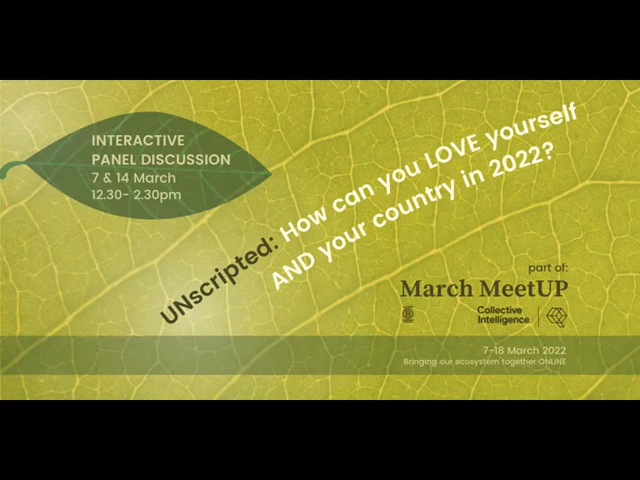 INTERACTIVE
PANEL DISCUSSION
7 & 14 March
12.30- 2.30pm
UNscripted: How can you LOVE yourself
AND your country in 2022?
part of:
March MeetUP
Collective
Intelligence
7-18 March 2022
Bringing our ecosystem together ONLINE